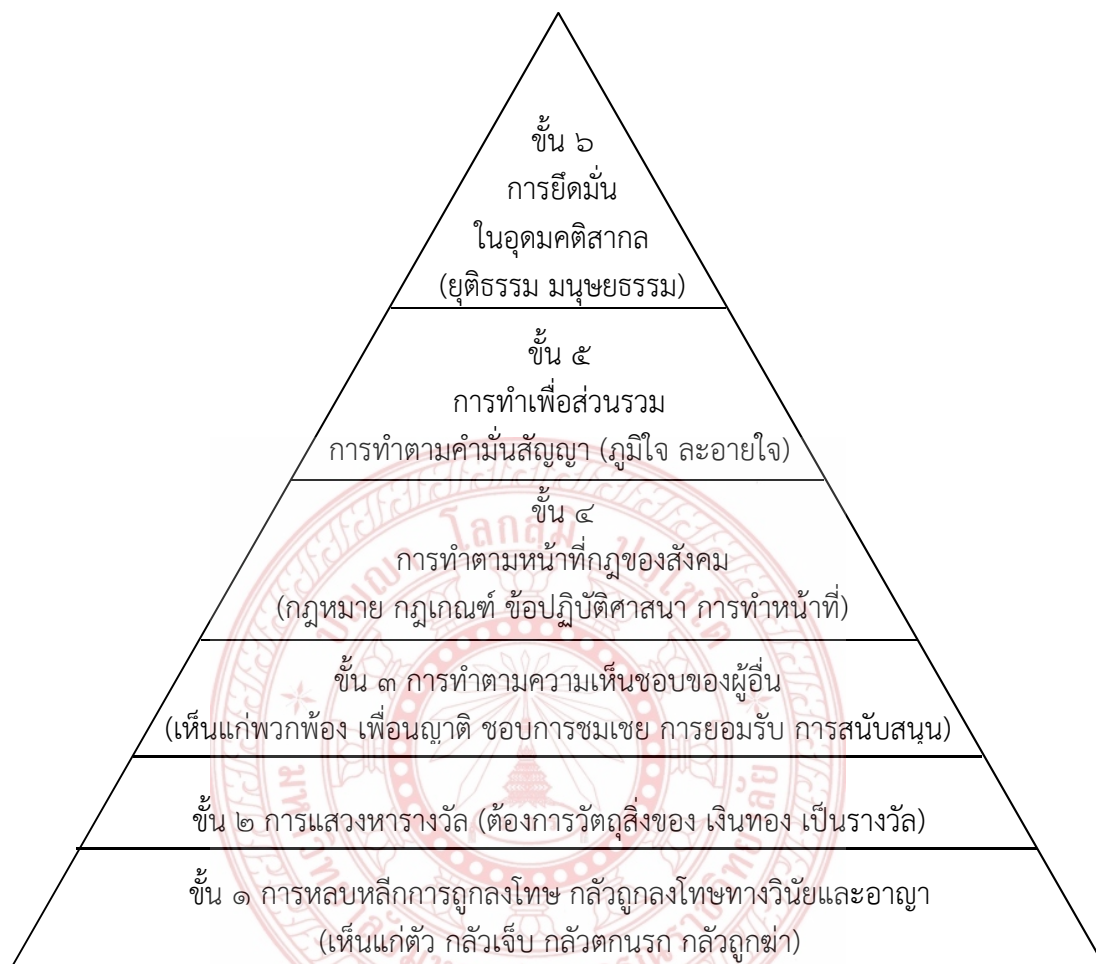 ขั้น ๖
การยึดมั่น
ในอุดมคติสากล
(ยุติธรรม มนุษยธรรม)
ขั้น ๕
การทำเพื่อส่วนรวม
การทำตามคำมั่นสัญญา (ภูมิใจ ละอายใจ)
ขั้น ๔
การทำตามหน้าที่กฎของสังคม
(กฎหมาย กฎเกณฑ์ ข้อปฏิบัติศาสนา การทำหน้าที่)
ขั้น ๓ การทำตามความเห็นชอบของผู้อื่น
(เห็นแก่พวกพ้อง เพื่อนญาติ ชอบการชมเชย การยอมรับ การสนับสนุน)
ขั้น ๒ การแสวงหารางวัล (ต้องการวัตถุสิ่งของ เงินทอง เป็นรางวัล)
ขั้น ๑ การหลบหลีกการถูกลงโทษ กลัวถูกลงโทษทางวินัยและอาญา
(เห็นแก่ตัว กลัวเจ็บ กลัวตกนรก กลัวถูกฆ่า)